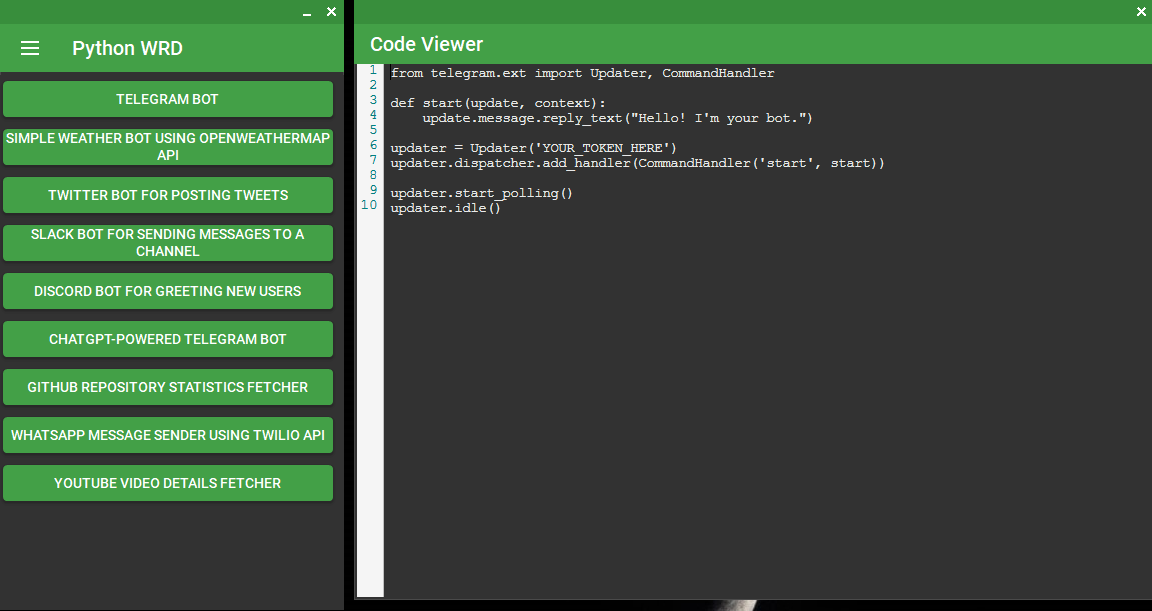 Python WRD
TELEGRAM BOT
SIMPLE WEATHER BOT USING OPENWEATHERMAP
API
TWITTER BOT FOR POSTING TWEETS
SLACK BOT FOR SENDING MESSAGES TO A
CHANNEL
DISCORD BOT FOR GREETING NEW USERS
CHATGPT-POWERED TELEGRAM BOT
GITHUB REPOSITORY STATISTICS FETCHER
WHATSAPP MESSAGE SENDER USING TWILIO API
YOUTUBE VIDEO DETAILS FETCHER
Code Viewer
1 from telegram.ext import Updater, CommandHandler
2
3 def start(update, context):
4     update.message.reply_text("Hello! I'm your bot.")
5
6 updater = Updater('YOUR_TOKEN_HERE')
7 updater.dispatcher.add_handler(CommandHandler('start', start))
8
9 updater.start_polling()
10 updater.idle()